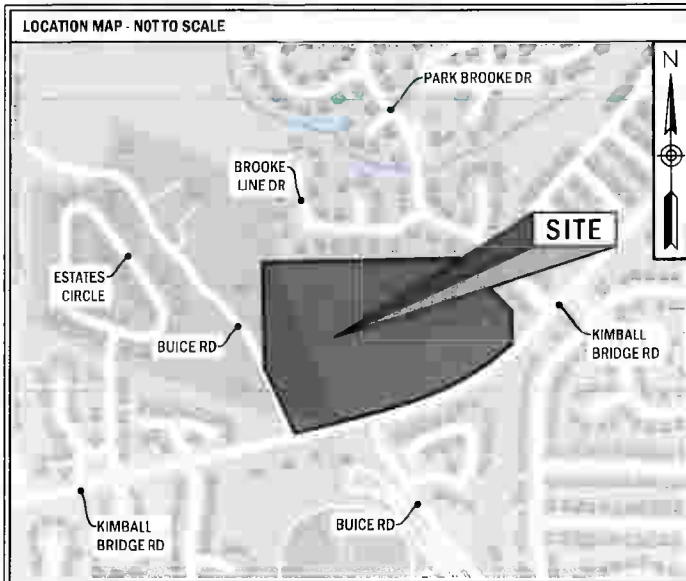 LOCATION MAP - NOT TO SCALE
N
PARK BROOKE DR
BROOKE
LINE DR
SITE
ESTATES
CIRCLE
BUICE RD
KIMBALL
BRIDGE RD
KIMBALL
BRIDGE RD
BUICE RD